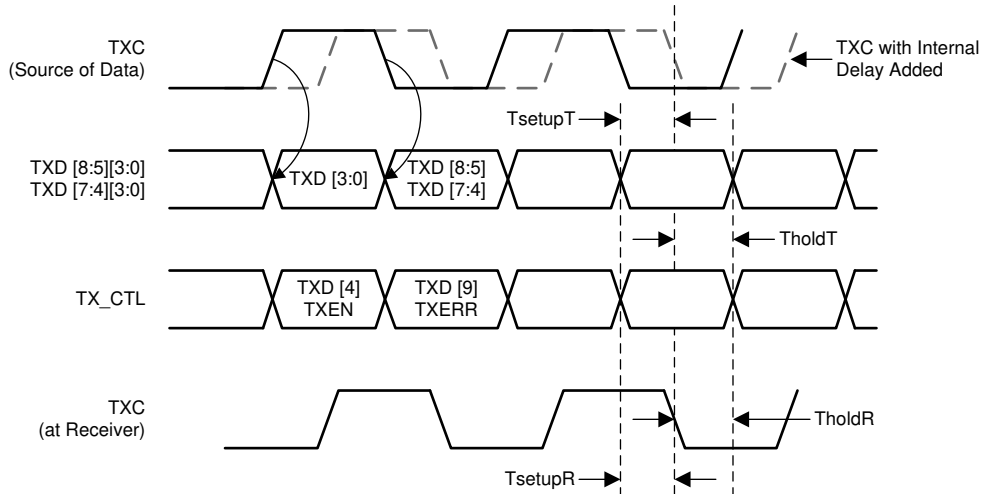 TXC
(Source of Data)
TXC with Internal
Delay Added
TsetupT
TXD [8:5][3:0]
TXD [7:4][3:0]
TXD [3:0]
TXD [8:5]
TXD [7:4]
TholdT
TX_CTL
TXD [4]
TXEN
TXD [9]
TXERR
TXC
(at Receiver)
TholdR
TsetupR